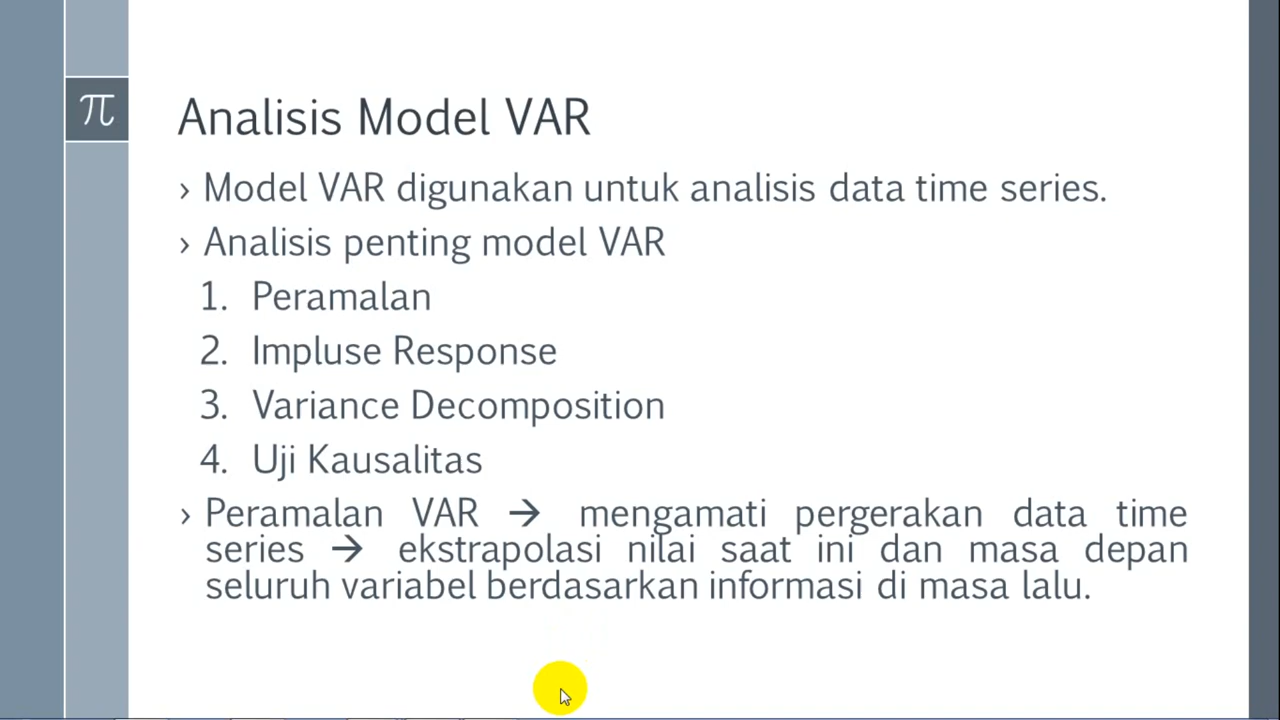 π
Analisis Model VAR
› Model VAR digunakan untuk analisis data time series.
› Analisis penting model VAR
1. Peramalan
2. Impluse Response
3. Variance Decomposition
4. Uji Kausalitas
› Peramalan VAR → mengamati pergerakan data time
series → ekstrapolasi nilai saat ini dan masa depan
seluruh variabel berdasarkan informasi di masa lalu.